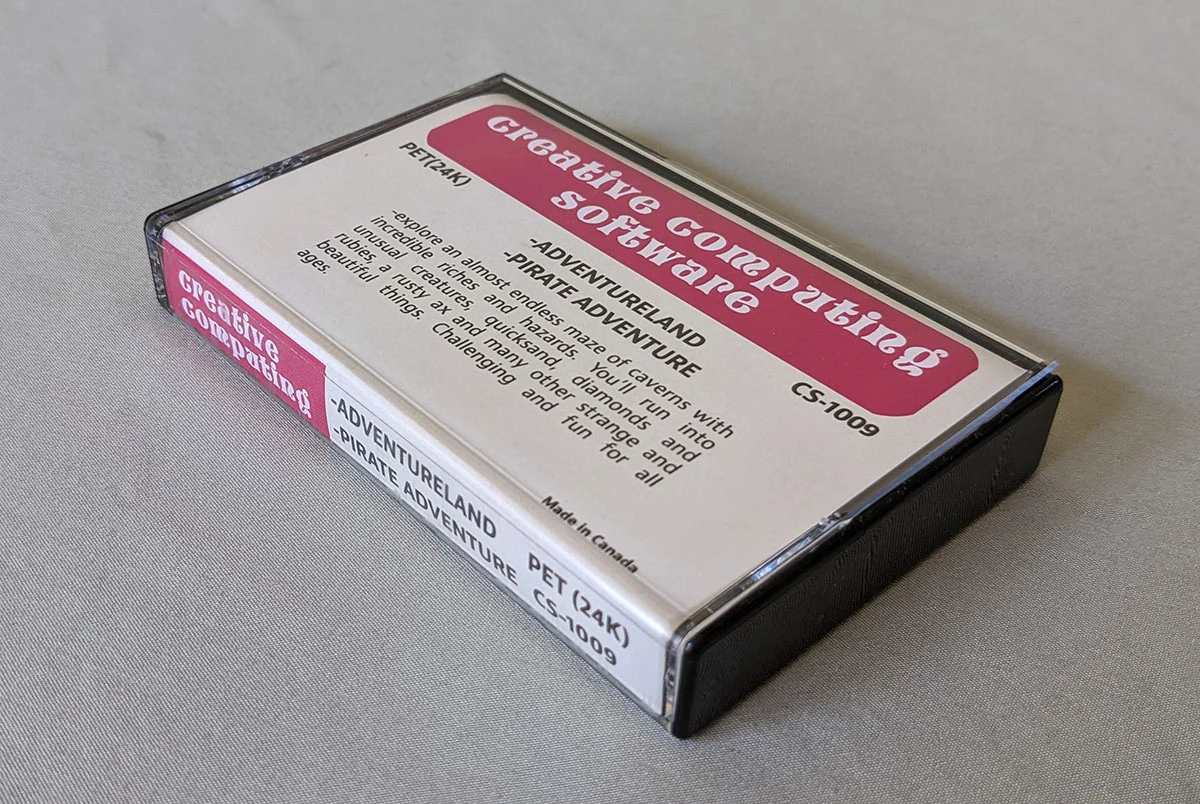 creative computing
software
PET(24K)
CS-1009
-ADVENTURELAND
-PIRATE ADVENTURE
-explore an almost endless maze of caverns with
incredible riches and hazards. You'll run into
unusual creatures, quicksand, diamonds and
rubies, a rusty ax and many other strange and
beautiful things. Challenging and fun for all
ages.
Made in Canada
creative
computing
-ADVENTURELAND PET (24K)
-PIRATE ADVENTURE CS-1009